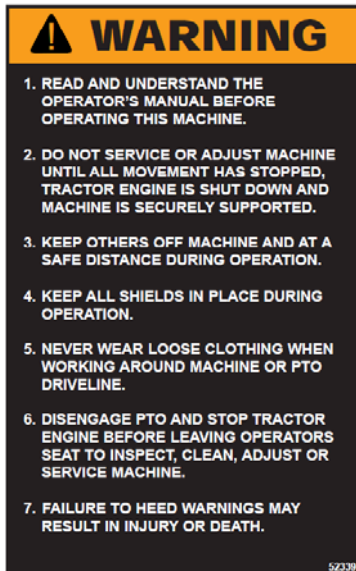 WARNING
1. READ AND UNDERSTAND THE
OPERATOR'S MANUAL BEFORE
OPERATING THIS MACHINE.
2. DO NOT SERVICE OR ADJUST MACHINE
UNTIL ALL MOVEMENT HAS STOPPED,
TRACTOR ENGINE IS SHUT DOWN AND
MACHINE IS SECURELY SUPPORTED.
3. KEEP OTHERS OFF MACHINE AND AT A
SAFE DISTANCE DURING OPERATION.
4. KEEP ALL SHIELDS IN PLACE DURING
OPERATION.
5. NEVER WEAR LOOSE CLOTHING WHEN
WORKING AROUND MACHINE OR PTO
DRIVELINE.
6. DISENGAGE PTO AND STOP TRACTOR
ENGINE BEFORE LEAVING OPERATORS
SEAT TO INSPECT, CLEAN, ADJUST OR
SERVICE MACHINE.
7. FAILURE TO HEED WARNINGS MAY
RESULT IN INJURY OR DEATH.
52339